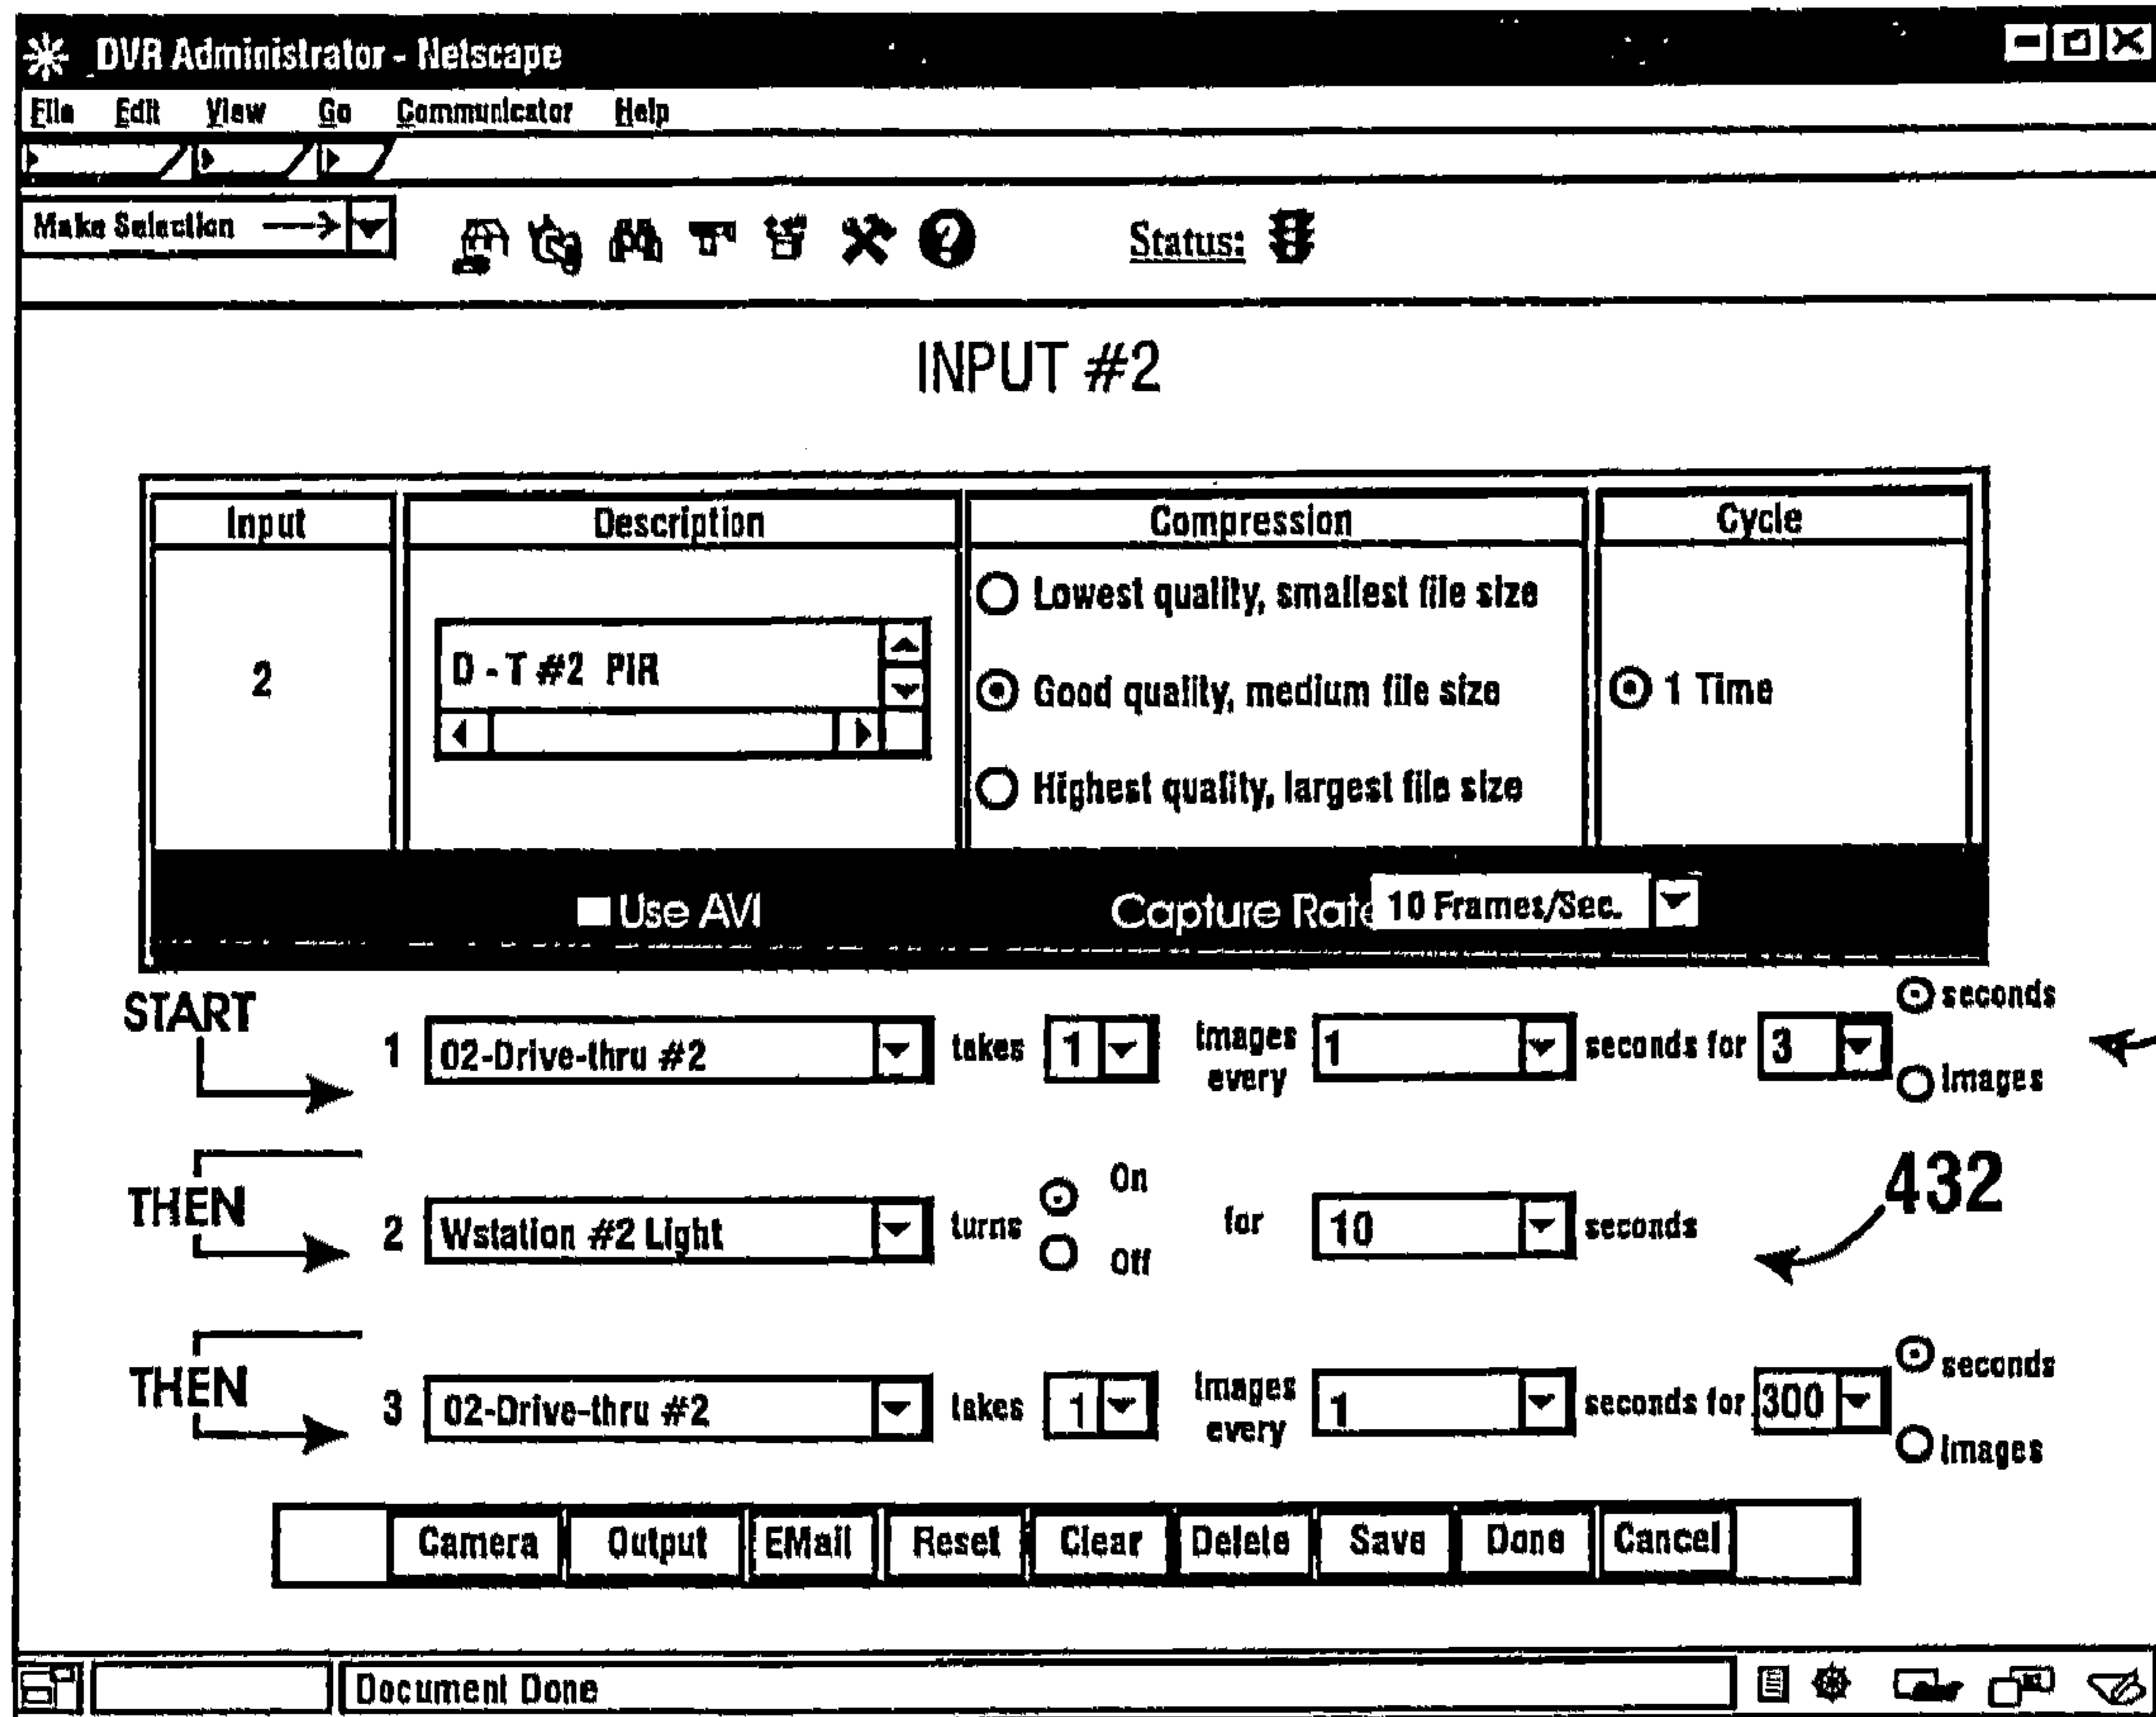 DVR Administrator - Netscape
File Edit View Go Communicator Help
Make Selection
Status:
INPUT #2
Input Description Compression Cycle
Lowest quality, smallest file size
2 D - T #2 PIR Good quality, medium file size 1 Time
Highest quality, largest file size
Use AVI Capture Rate 10 Frames/Sec.
START 1 02-Drive-thru #2 takes 1 Images every 1 seconds for 3 seconds Images
THEN 2 Wstation #2 Light turns On Off for 10 seconds
432
THEN 3 02-Drive-thru #2 takes 1 Images every 1 seconds for 300 seconds Images
Camera Output EMail Reset Clear Delete Save Done Cancel
Document Done